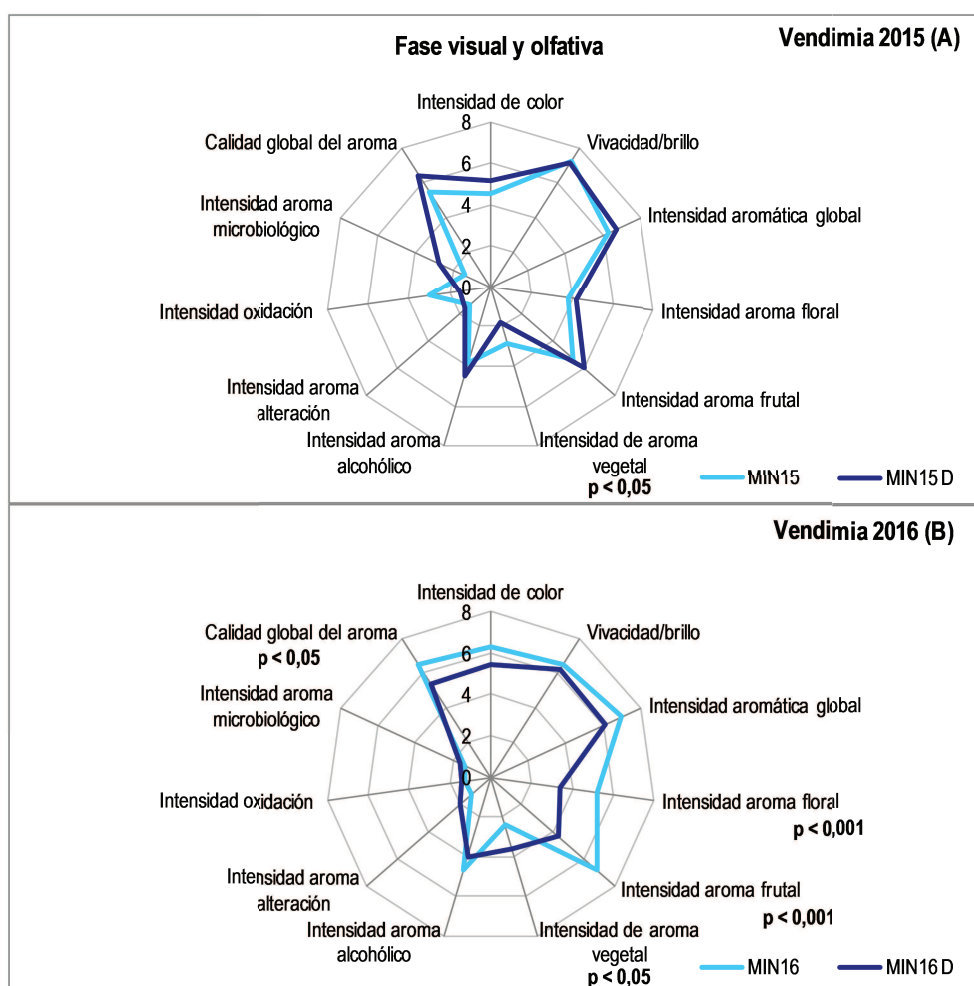 Fase visual y olfativa
Vendimia 2015 (A)
Intensidad de color
Vivacidad/brillo
Intensidad aromática global
Intensidad aroma floral
Intensidad aroma frutal
Intensidad de aroma
vegetal
p < 0,05
Intensidad aroma
alcohólico
Intensidad aroma
alteración
Intensidad oxidación
Intensidad aroma
microbiológico
Calidad global del aroma
8
6
4
2
0
MIN15
MIN15D
Vendimia 2016 (B)
Intensidad de color
Vivacidad/brillo
Intensidad aromática global
Intensidad aroma floral
p < 0,001
Intensidad aroma frutal
p < 0,001
Intensidad de aroma
vegetal
p < 0,05
Intensidad aroma
alcohólico
Intensidad aroma
alteración
Intensidad oxidación
Intensidad aroma
microbiológico
Calidad global del aroma
p < 0,05
8
6
4
2
0
MIN16
MIN16D